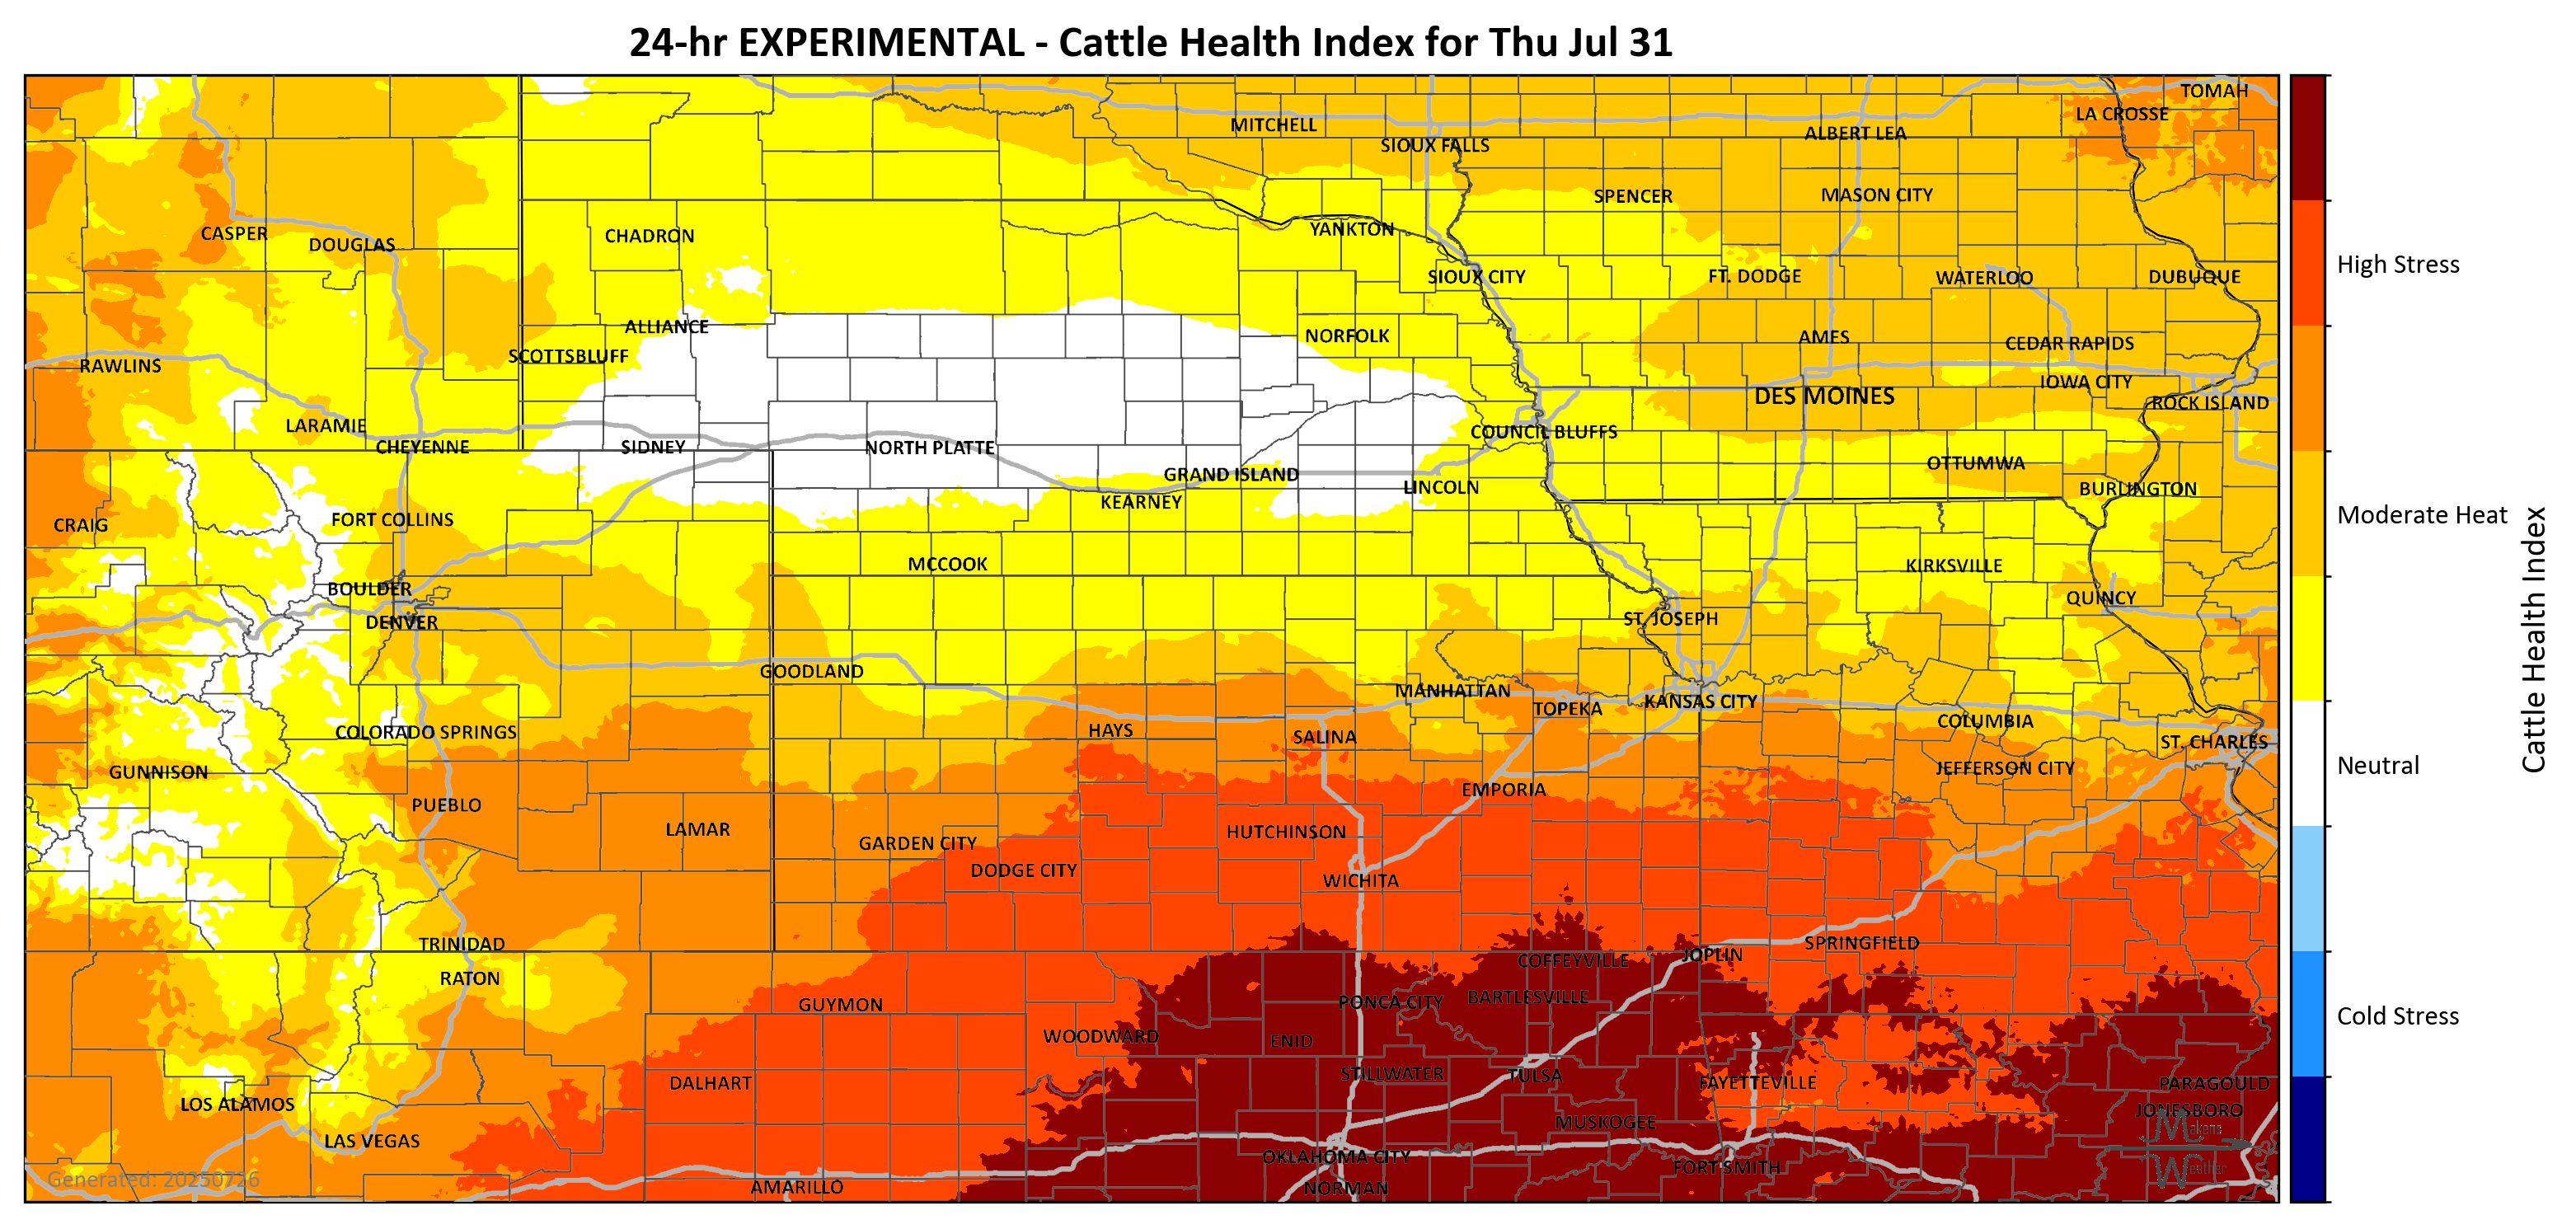 24-hr EXPERIMENTAL - Cattle Health Index for Thu Jul 31
TOMAH
LA CROSSE
MITCHELL
ALBERT LEA
SIOUX FALLS
SPENCER
MASON CITY
CASPER
DOUGLAS
CHADRON
YANKTON
SIOUX CITY
FT. DODGE
WATERLOO
DUBUQUE
High Stress
ALLIANCE
NORFOLK
AMES
CEDAR RAPIDS
SCOTTSBLUFF
RAWLINS
IOWA CITY
DES MOINES
ROCK ISLAND
LARAMIE
COUNCIL BLUFFS
CHEYENNE
SIDNEY
NORTH PLATTE
OTTUMWA
GRAND ISLAND
LINCOLN
BURLINGTON
KEARNEY
Moderate Heat
CRAIG
FORT COLLINS
MCCOOK
KIRKSVILLE
BOULDER
QUINCY
DENVER
ST. JOSEPH
Cattle Health Index
GOODLAND
MANHATTAN
TOPEKA
KANSAS CITY
COLUMBIA
COLORADO SPRINGS
HAYS
SALINA
ST. CHARLES
GUNNISON
JEFFERSON CITY
Neutral
PUEBLO
EMPORIA
LAMAR
HUTCHINSON
GARDEN CITY
DODGE CITY
WICHITA
TRINIDAD
SPRINGFIELD
JOPLIN
COFFEYVILLE
RATON
GUYMON
PONCA CITY
BARTLESVILLE
Cold Stress
WOODWARD
ENID
STILLWATER
TULSA
DALHART
FAYETTEVILLE
PARAGOULD
LOS ALAMOS
JONESBORO
MUSKOGEE
Makens
LAS VEGAS
OKLAHOMA CITY
FORT SMITH
Weather
Generated: 20250726
AMARILLO
NORMAN